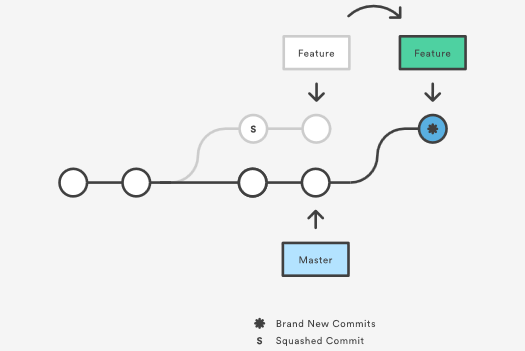 Feature
Feature
S
Master
Brand New Commits
S Squashed Commit